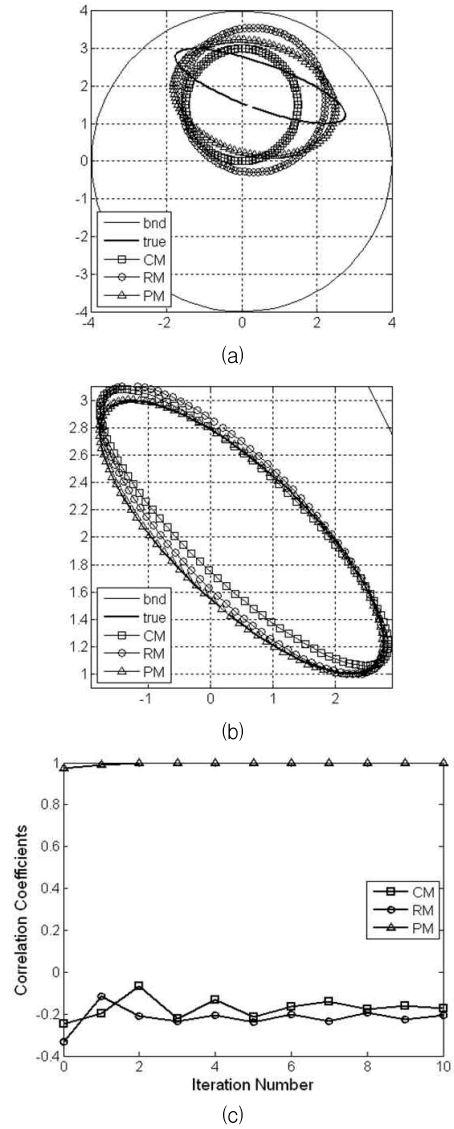 4
3
2
1
0
-1
-2
-3
-4
bnd
true
CM
RM
PM
-4 -2 0 2 4
(a)
3
2.8
2.6
2.4
2.2
2
1.8
1.6
1.4
1.2
1
bnd
true
CM
RM
PM
-1 0 1 2
(b)
Correlation Coefficients
1
0.8
0.6
0.4
0.2
0
-0.2
-0.4
CM
RM
PM
0 2 4 6 8 10
Iteration Number
(c)